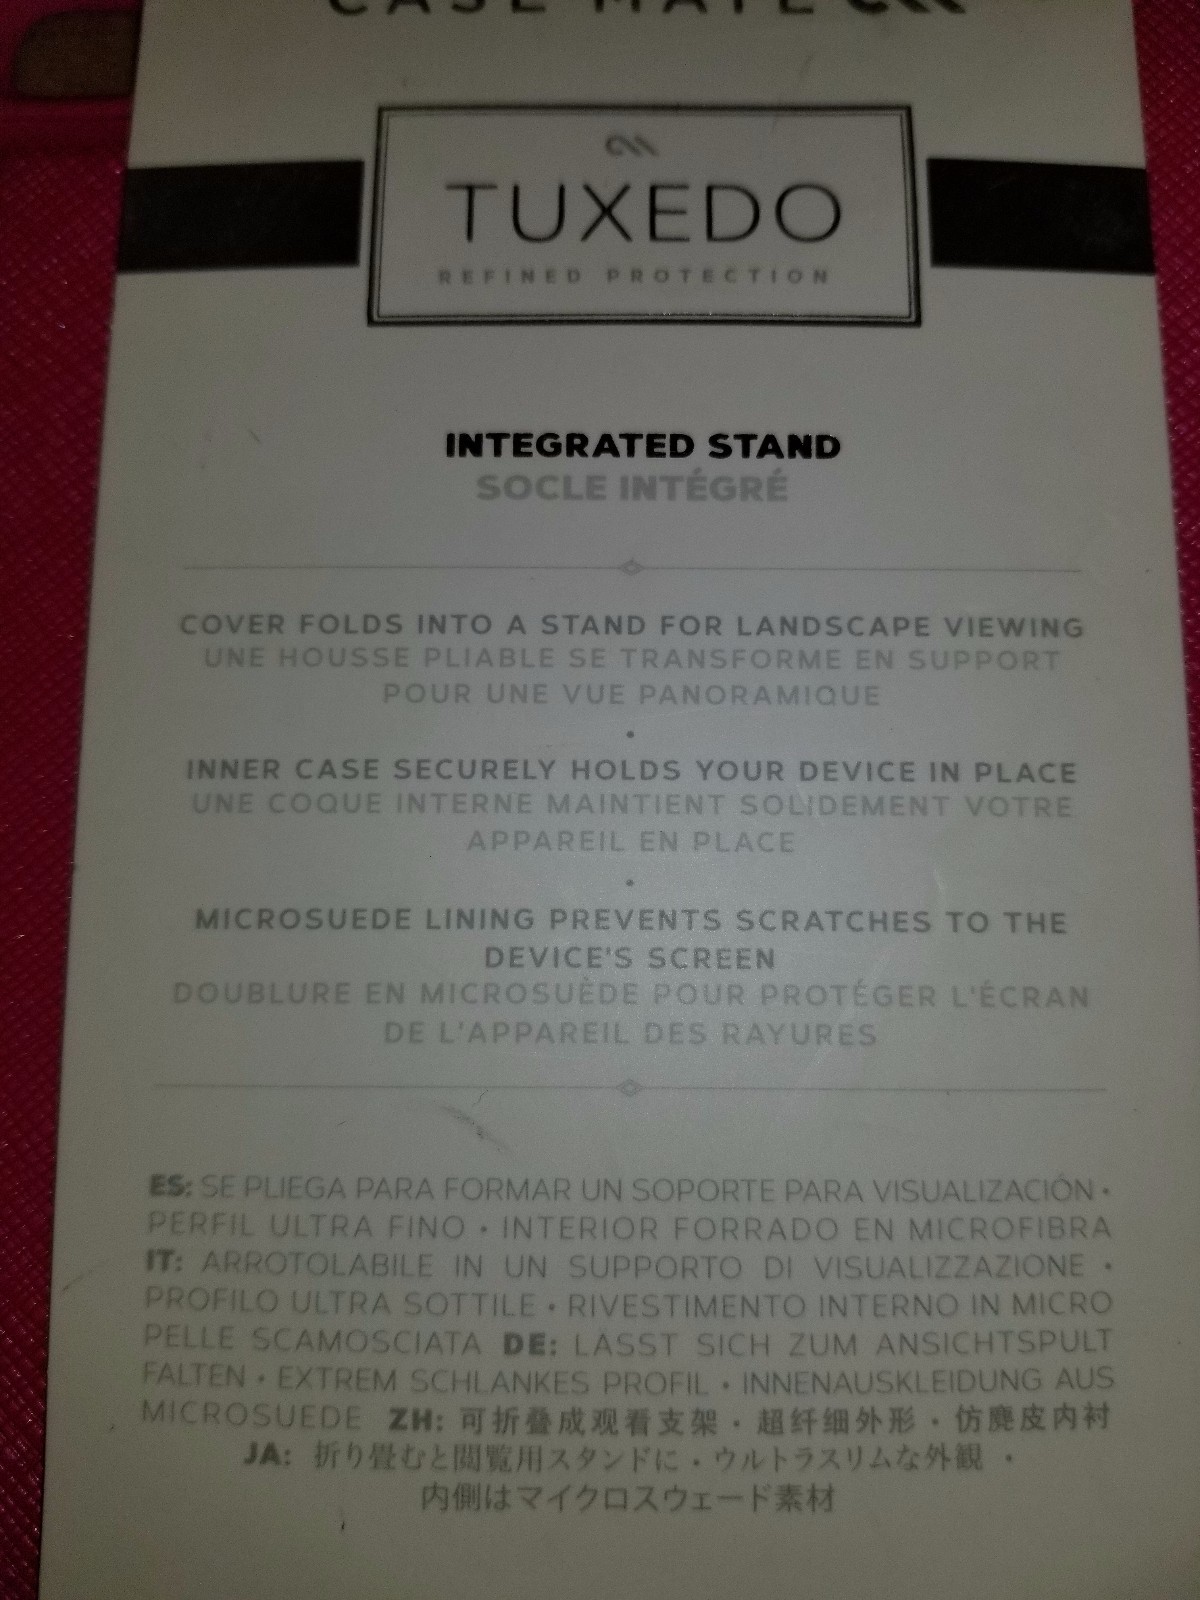 CASE MATE
TUXEDO
REFINED PROTECTION
INTEGRATED STAND
SOCLE INTÉGRÉ
COVER FOLDS INTO A STAND FOR LANDSCAPE VIEWING
UNE HOUSSE PLIABLE SE TRANSFORME EN SUPPORT
POUR UNE VUE PANORAMIQUE
•
INNER CASE SECURELY HOLDS YOUR DEVICE IN PLACE
UNE COQUE INTERNE MAINTIENT SOLIDEMENT VOTRE
APPAREIL EN PLACE
•
MICROSUEDE LINING PREVENTS SCRATCHES TO THE
DEVICE'S SCREEN
DOUBLURE EN MICROSUÈDE POUR PROTÉGER L'ÉCRAN
DE L'APPAREIL DES RAYURES
ES: SE PLIEGA PARA FORMAR UN SOPORTE PARA VISUALIZACIÓN •
PERFIL ULTRA FINO • INTERIOR FORRADO EN MICROFIBRA
IT: ARROTOLABILE IN UN SUPPORTO DI VISUALIZZAZIONE •
PROFILO ULTRA SOTTILE • RIVESTIMENTO INTERNO IN MICRO
PELLE SCAMOSCIATA DE: LÄSST SICH ZUM ANSICHTSPULT
FALTEN • EXTREM SCHLANKES PROFIL • INNENAUSKLEIDUNG AUS
MICROSUEDE ZH: 可折叠成观看支架 • 超纤细外形 • 仿麂皮内衬
JA: 折り畳むと閲覧用スタンドに • ウルトラスリムな外観 •
内側はマイクロスウェード素材